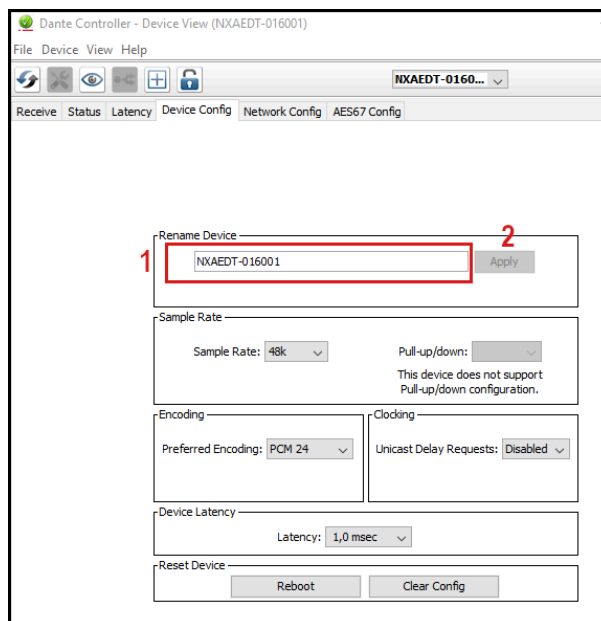 Dante Controller - Device View (NXAEDT-016001)
File Device View Help
NXAEDT-0160...
Receive Status Latency Device Config Network Config AES67 Config
Rename Device
1 NXAEDT-016001 2 Apply
Sample Rate
Sample Rate: 48k Pull-up/down:
This device does not support
Pull-up/down configuration.
Encoding Clocking
Preferred Encoding: PCM 24 Unicast Delay Requests: Disabled
Device Latency
Latency: 1,0 msec
Reset Device
Reboot Clear Config